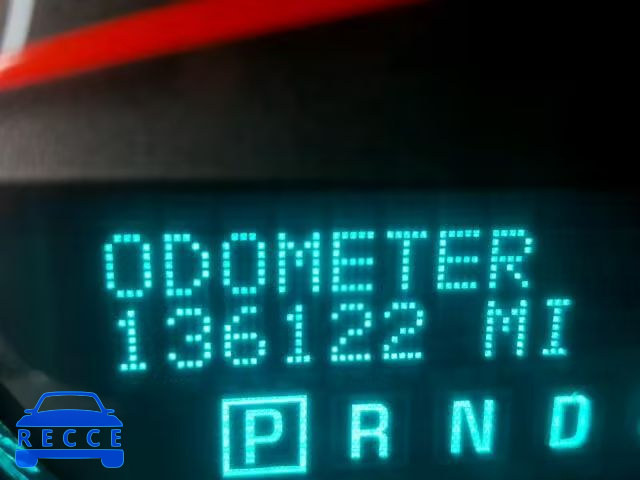 ODOMETER
136122 MI
P R N D
RECCE